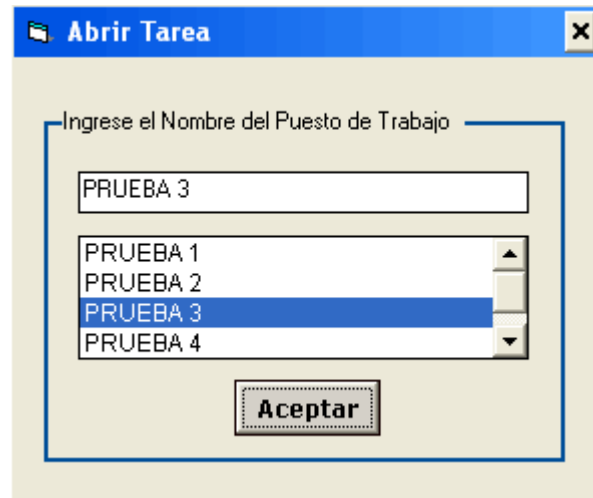 Abrir Tarea
Ingrese el Nombre del Puesto de Trabajo
PRUEBA 3
PRUEBA 1
PRUEBA 2
PRUEBA 3
PRUEBA 4
Aceptar